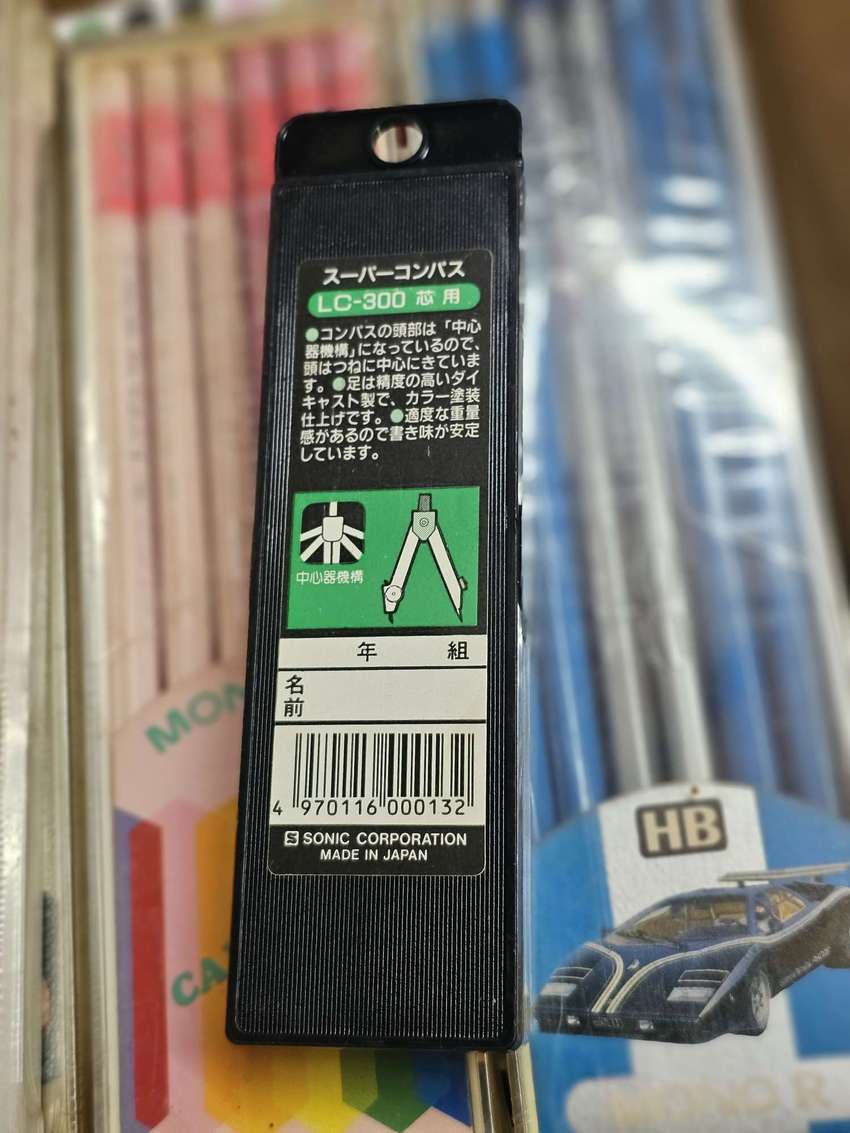 スーパーコンパス
LC-300 芯用
●コンパスの頭部は「中心
器機構」になっているので、
頭はつねに中心にきていま
す。●足は精度の高いダイ
キャスト製で、カラー塗装
仕上げです。●適度な重量
感があるので書き味が安定
しています。
中心器機構
年 組
名前
4 970116 000132
S SONIC CORPORATION
MADE IN JAPAN
MON
CA
HB
MONO R